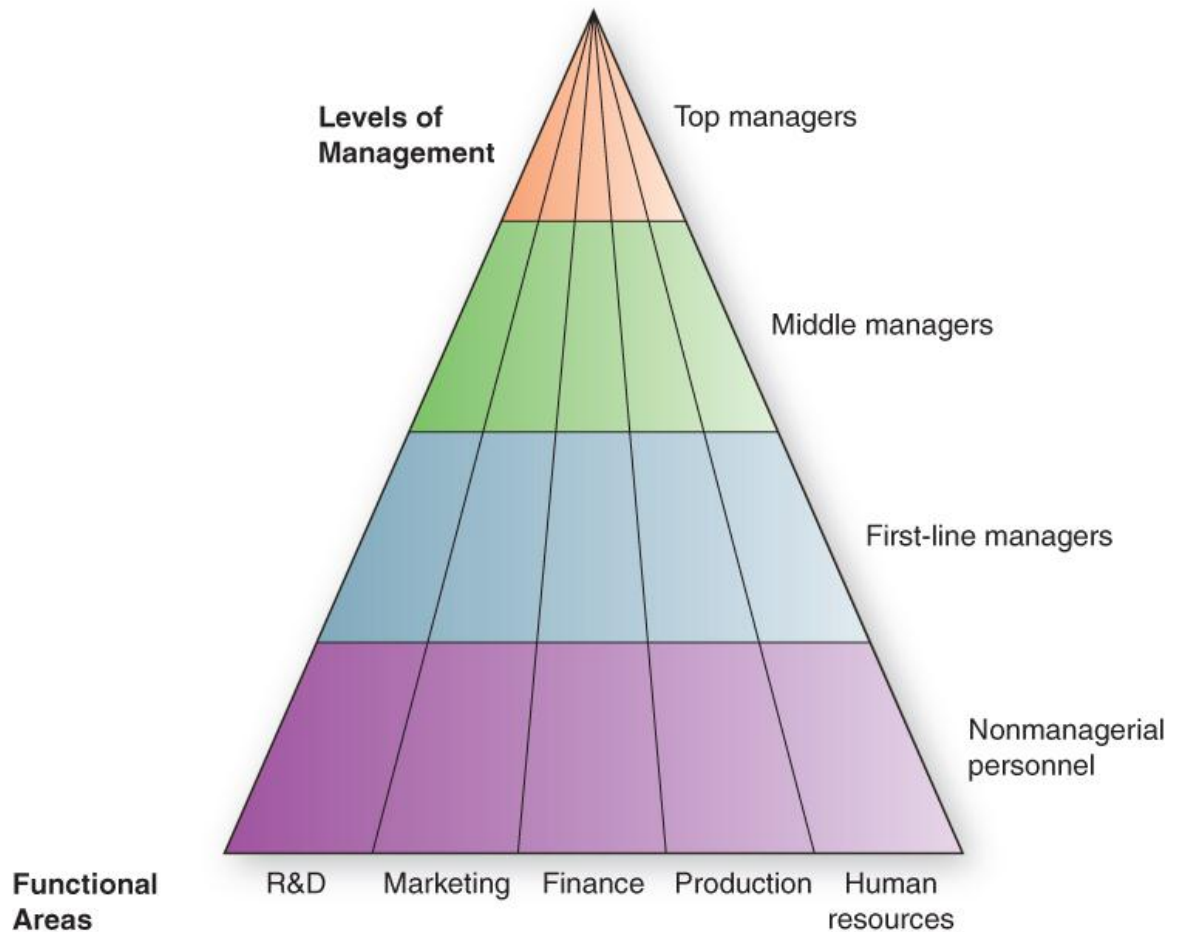 Levels of
Management
Top managers
Middle managers
First-line managers
Nonmanagerial
personnel
Functional
Areas
R&D
Marketing
Finance
Production
Human
resources